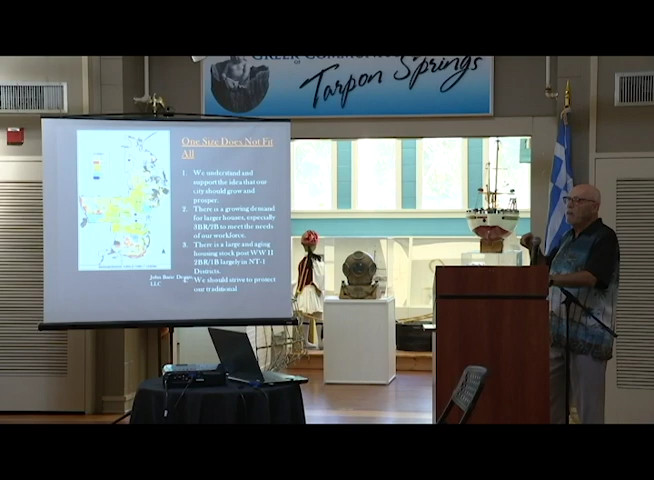 GREEK COMMUNITY
OF
Tarpon Springs
One Size Does Not Fit
All
1. We understand and
support the idea that our
city should grow and
prosper.
2. There is a growing demand
for larger houses, especially
3BR/2B to meet the needs
of our workforce.
3. There is a large and aging
housing stock post WW II
2BR/1B largely in NT-1
Districts.
We should strive to protect
our traditional
LLC